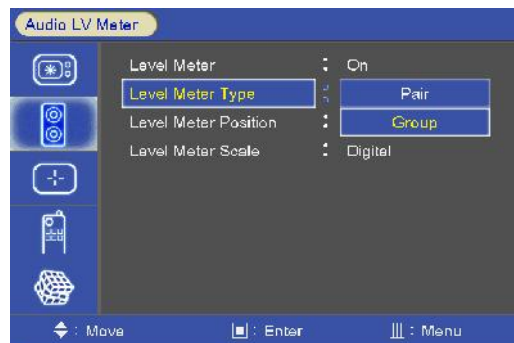 Audio LV Meter
Level Meter : On
Level Meter Type : Pair
Level Meter Position : Group
Level Meter Scale : Digital
: Move : Enter : Menu